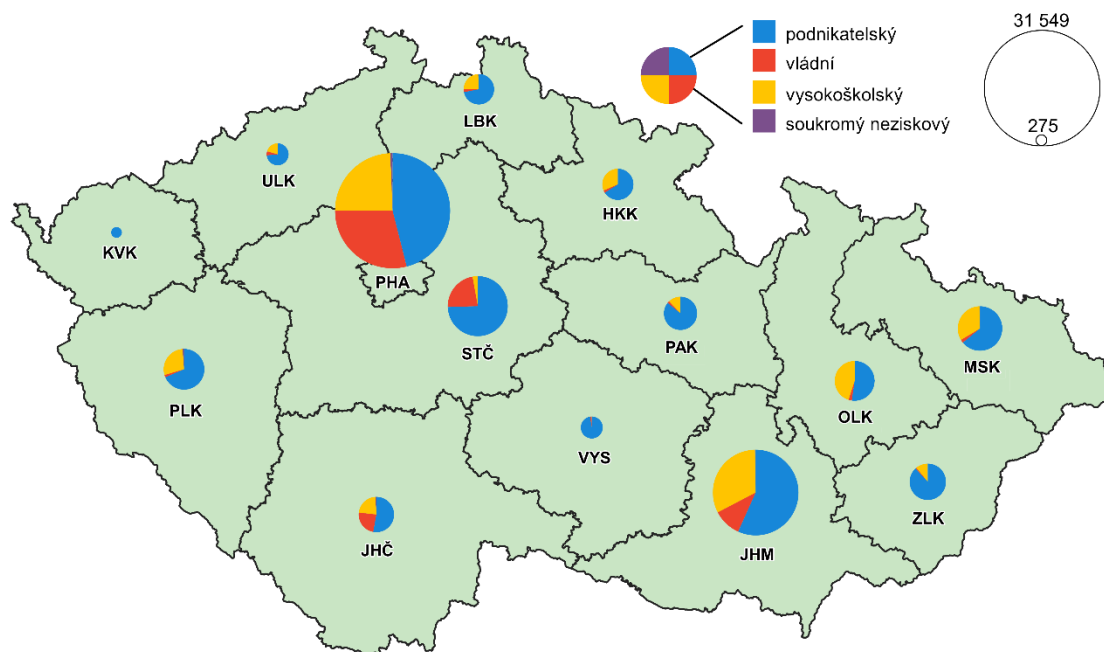 31 549
275
podnikatelský
vládní
vysokoškolský
soukromý neziskový
LBK
ULK
HKK
KVK
PHA
STČ
PAK
MSK
PLK
OLK
VYS
ZLK
JHČ
JHM